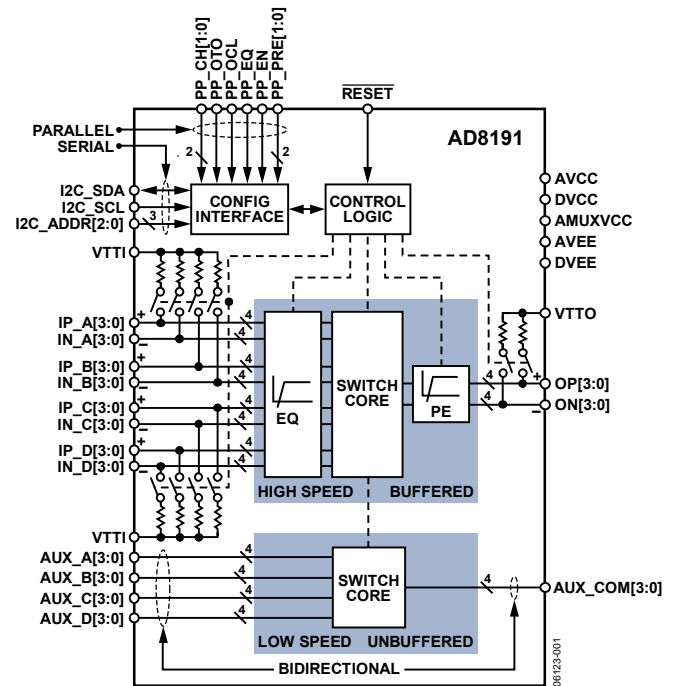 PP_CH[1:0]
PP_OTO
PP_OCL
PP_EQ
PP_EN
PP_PRE[1:0]
RESET
PARALLEL
SERIAL
AD8191
2
2
I2C_SDA
I2C_SCL
I2C_ADDR[2:0]
3
CONFIG
INTERFACE
CONTROL
LOGIC
AVCC
DVCC
AMUXVCC
AVEE
DVEE
VTTI
VTTO
+
IP_A[3:0]
4
IN_A[3:0]
–
4
+
IP_B[3:0]
4
IN_B[3:0]
–
4
+
IP_C[3:0]
4
IN_C[3:0]
–
4
+
IP_D[3:0]
4
IN_D[3:0]
–
4
EQ
SWITCH
CORE
PE
4
+
OP[3:0]
4
–
ON[3:0]
HIGH SPEED
BUFFERED
VTTI
AUX_A[3:0]
4
AUX_B[3:0]
4
AUX_C[3:0]
4
AUX_D[3:0]
4
SWITCH
CORE
4
AUX_COM[3:0]
LOW SPEED
UNBUFFERED
BIDIRECTIONAL
06123-001